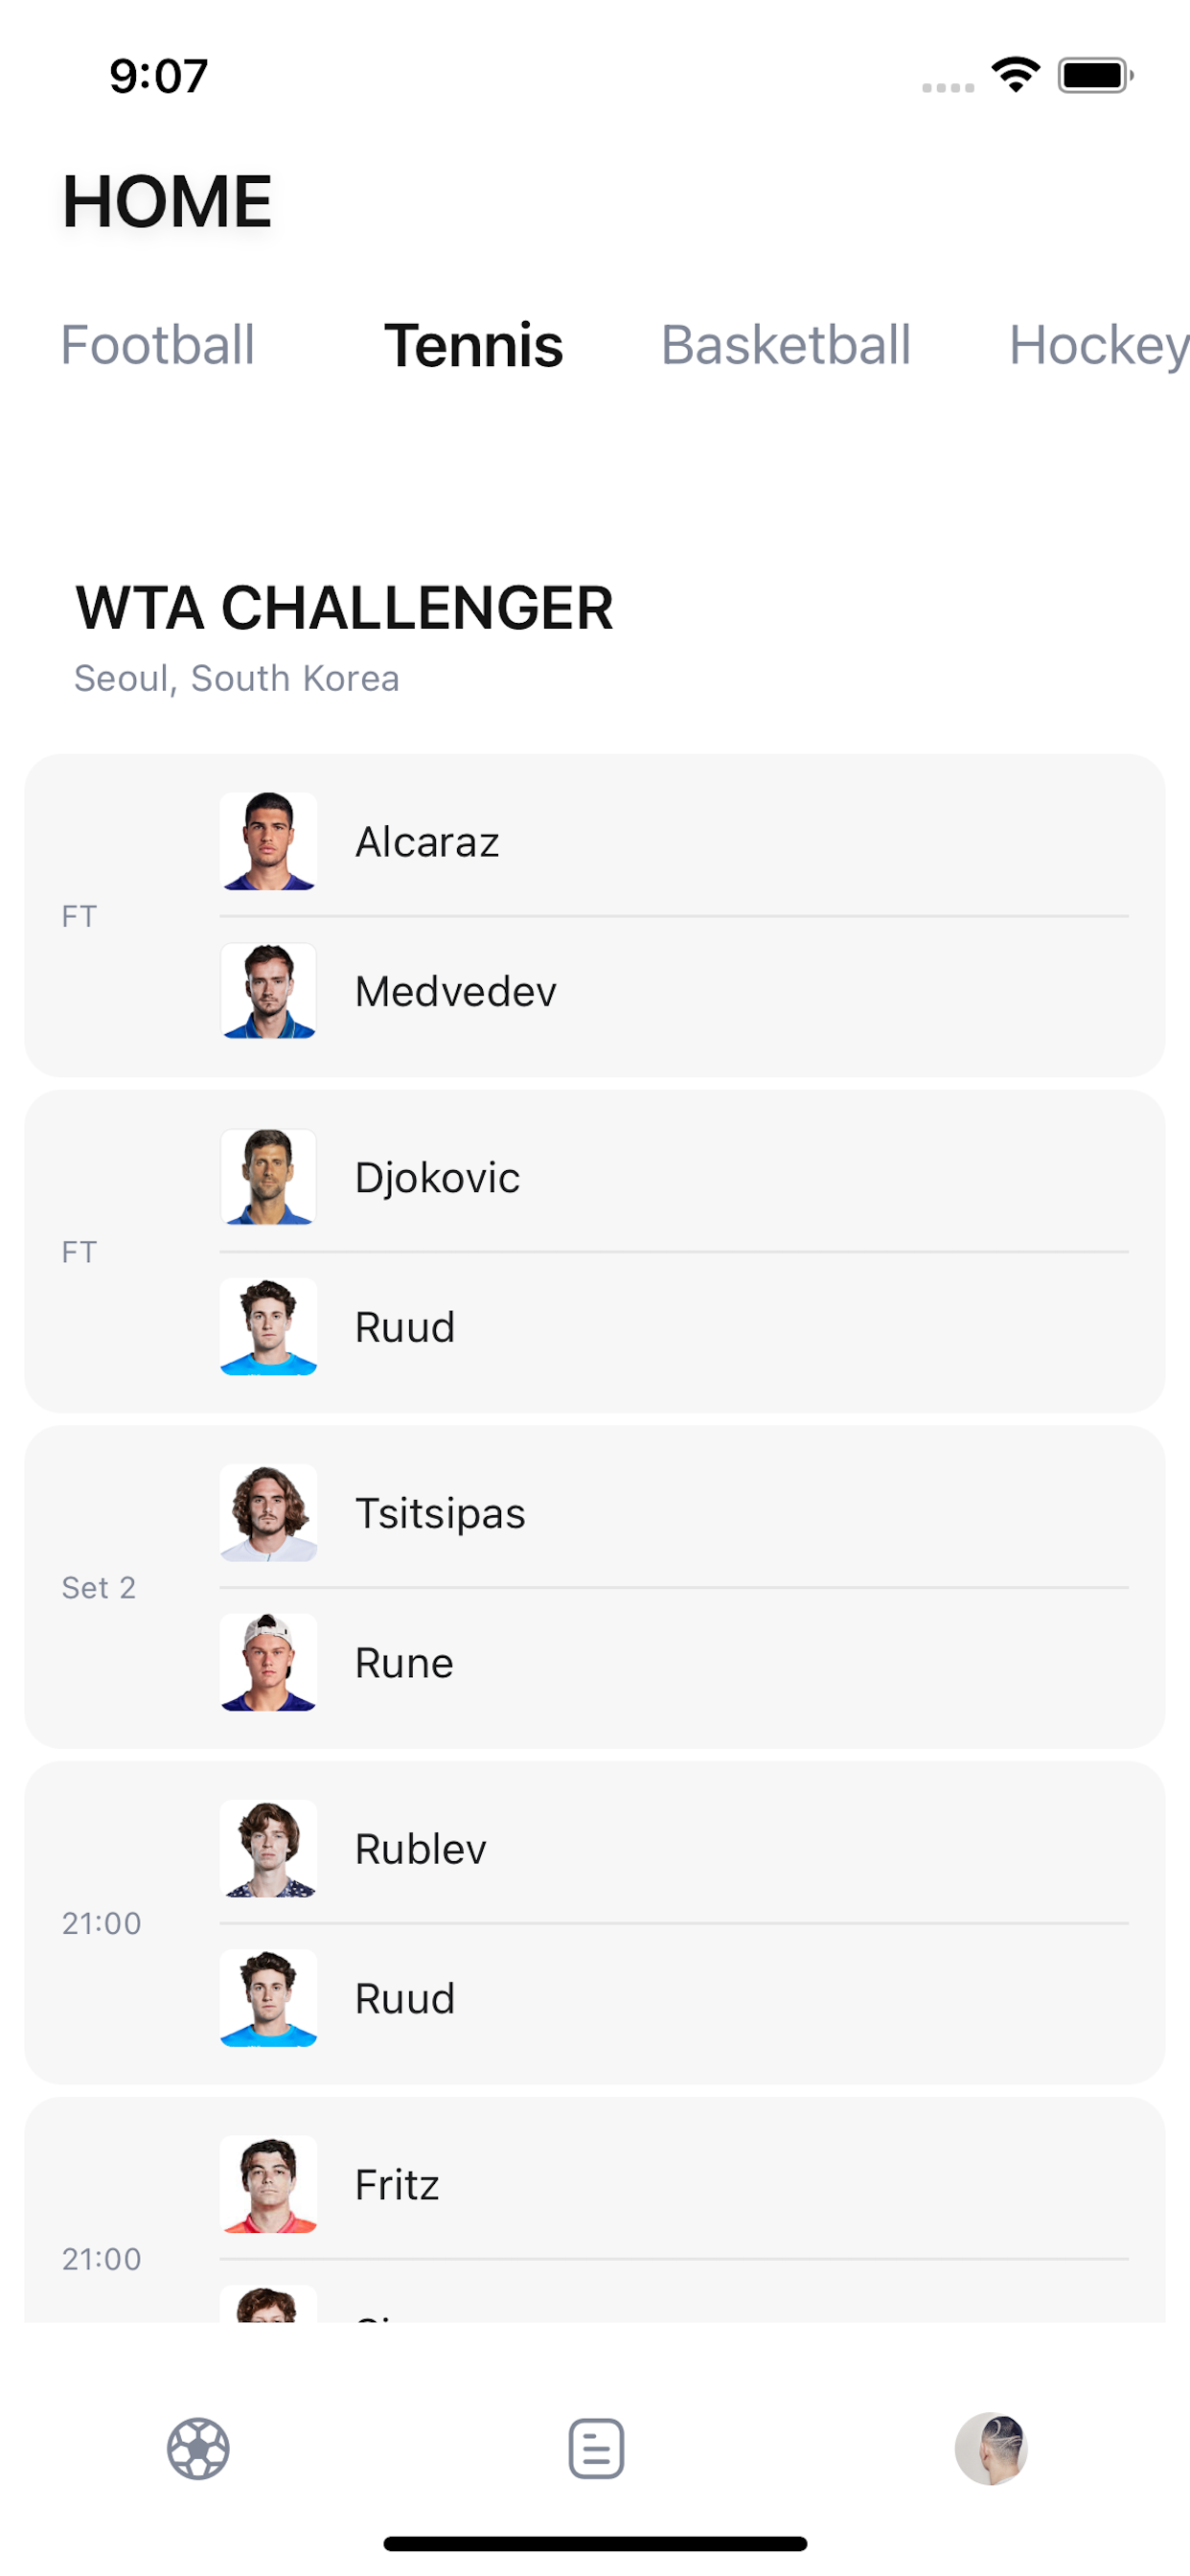 9:07
HOME
Football Tennis Basketball Hockey
WTA CHALLENGER
Seoul, South Korea
Alcaraz
FT
Medvedev
Djokovic
FT
Ruud
Tsitsipas
Set 2
Rune
Rublev
21:00
Ruud
Fritz
21:00